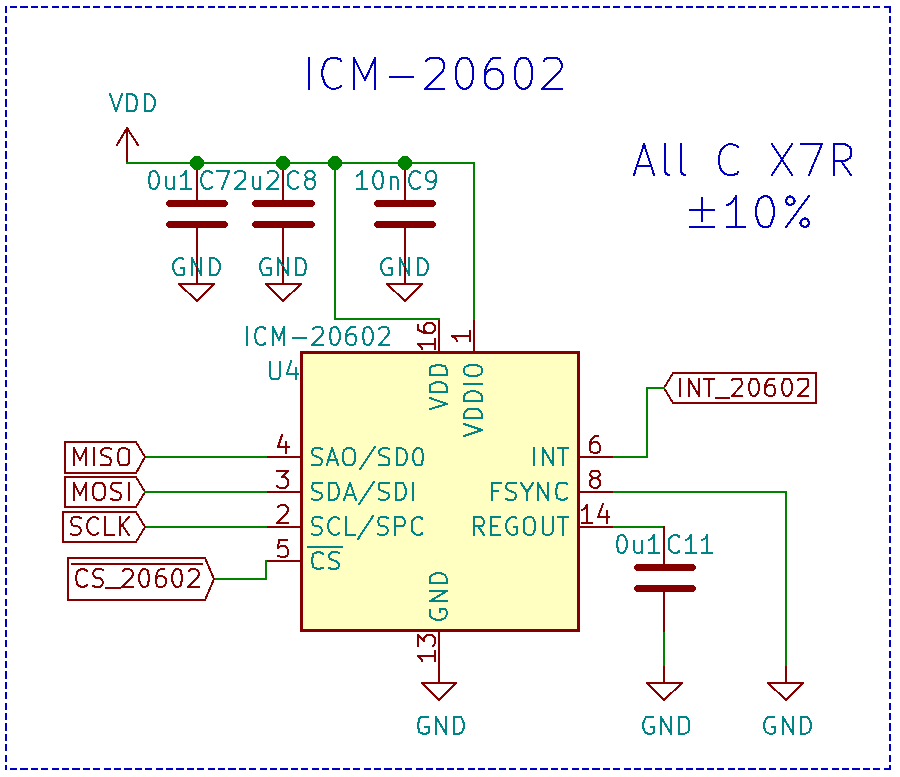 ICM-20602
VDD
All C X7R
±10%
0u1 C7 2u2 C8 10n C9
GND GND GND
ICM-20602
U4
16 1
VDD VDDIO
INT_20602
MISO 4 SAO/SDO INT 6
MOSI 3 SDA/SDI FSYNC 8
SCLK 2 SCL/SPC REGOUT 14
CS_20602 5 CS
0u1 C11
GND
13
GND GND GND